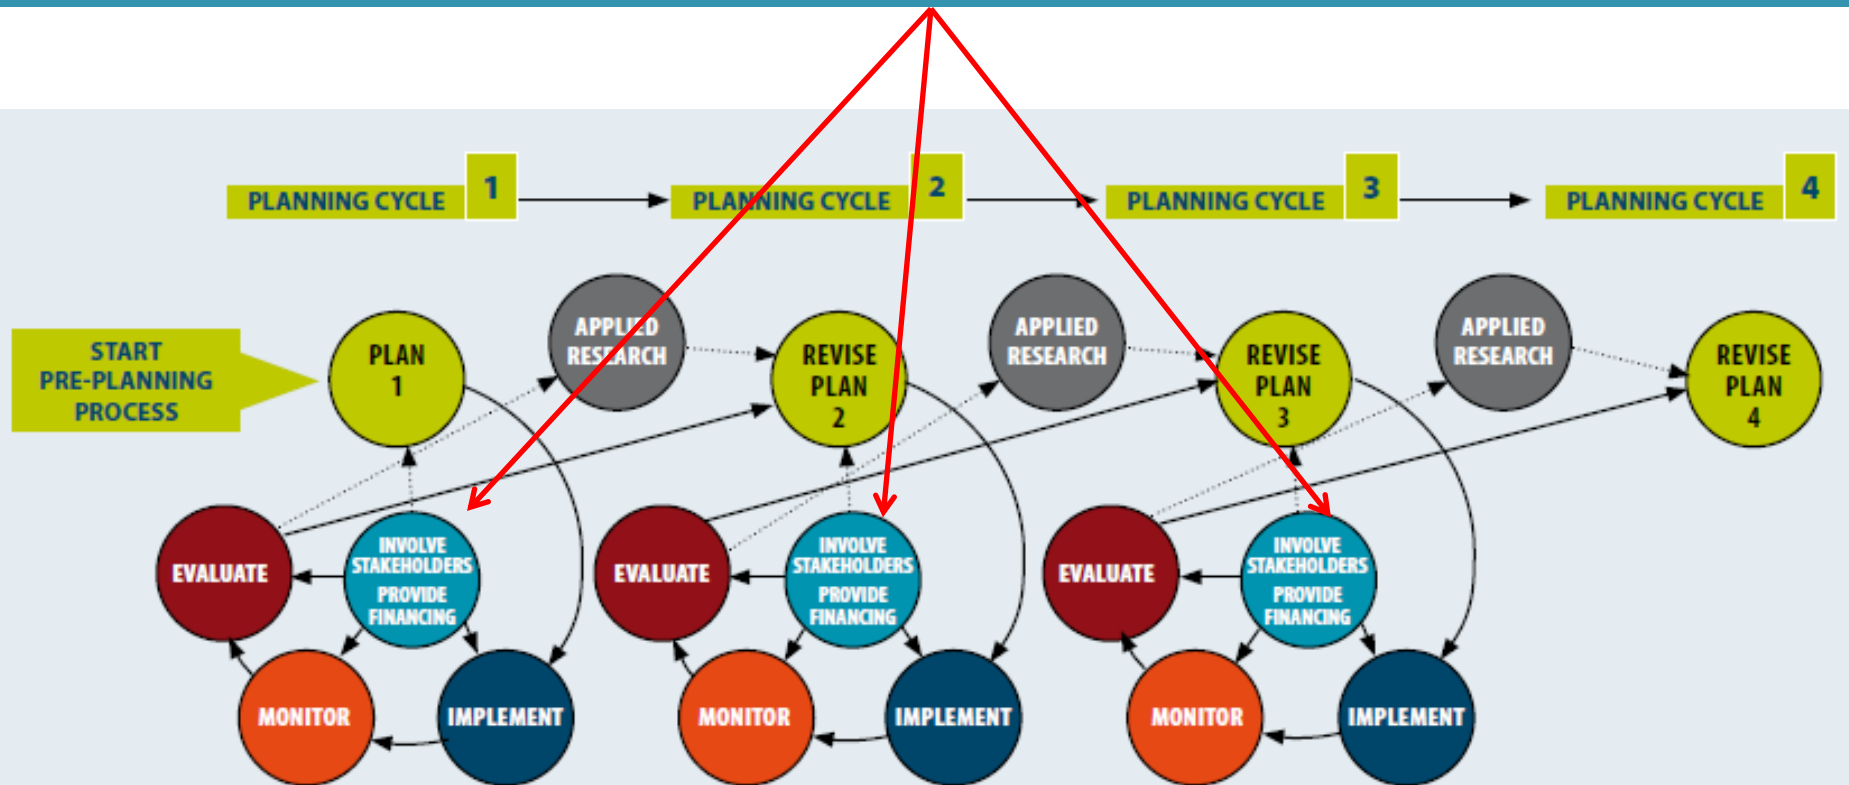 PLANNING CYCLE 1
PLANNING CYCLE 2
PLANNING CYCLE 3
PLANNING CYCLE 4
START
PRE-PLANNING
PROCESS
PLAN
1
APPLIED
RESEARCH
REVISE
PLAN
2
APPLIED
RESEARCH
REVISE
PLAN
3
APPLIED
RESEARCH
REVISE
PLAN
4
EVALUATE
INVOLVE
STAKEHOLDERS
PROVIDE
FINANCING
MONITOR
IMPLEMENT
EVALUATE
INVOLVE
STAKEHOLDERS
PROVIDE
FINANCING
MONITOR
IMPLEMENT
EVALUATE
INVOLVE
STAKEHOLDERS
PROVIDE
FINANCING
MONITOR
IMPLEMENT